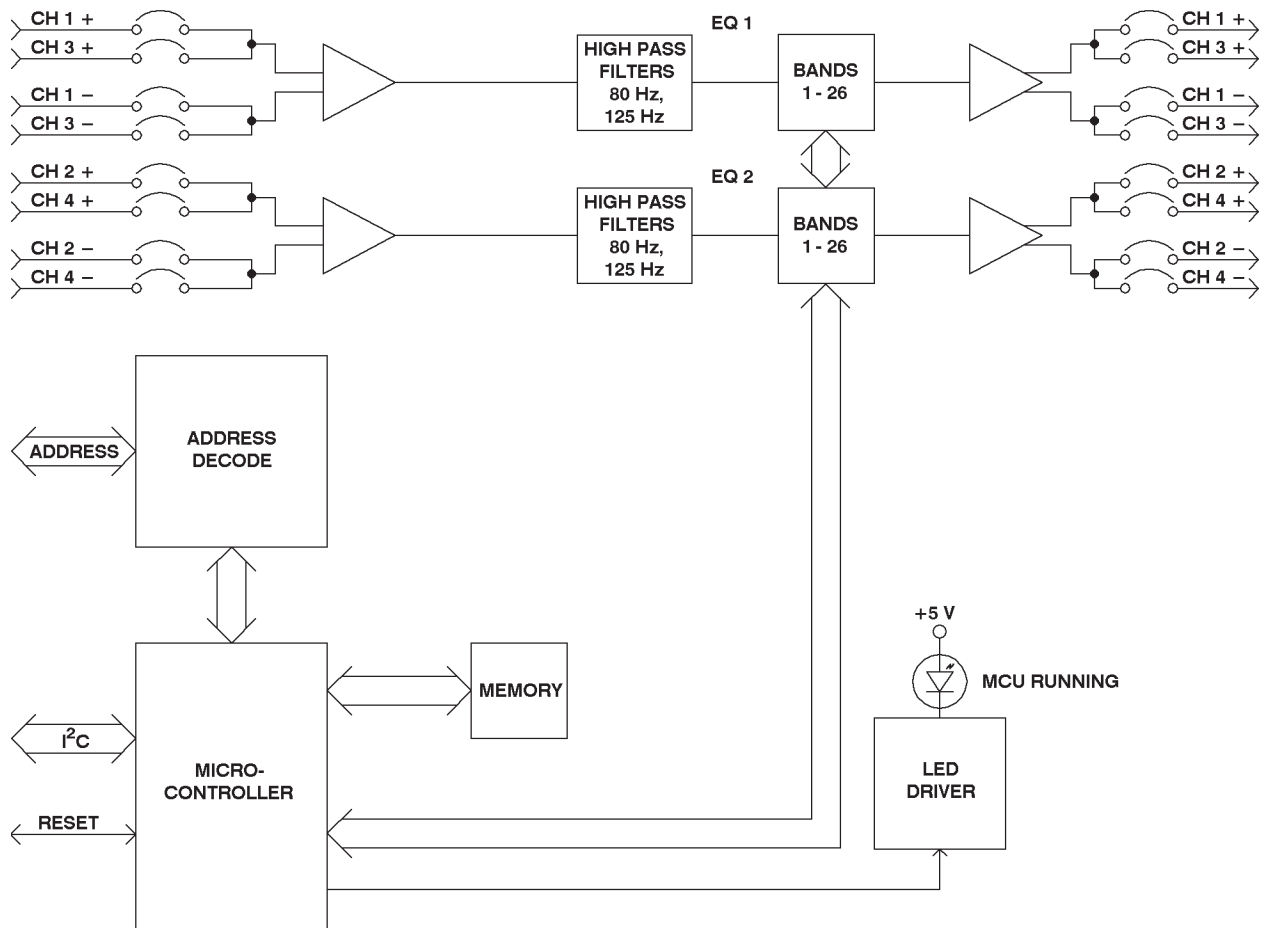 CH 1 +
CH 3 +
CH 1 −
CH 3 −
CH 2 +
CH 4 +
CH 2 −
CH 4 −
EQ 1
HIGH PASS
FILTERS
80 Hz,
125 Hz
BANDS
1 - 26
EQ 2
HIGH PASS
FILTERS
80 Hz,
125 Hz
BANDS
1 - 26
CH 1 +
CH 3 +
CH 1 −
CH 3 −
CH 2 +
CH 4 +
CH 2 −
CH 4 −
ADDRESS
ADDRESS
DECODE
I²C
RESET
MICRO-
CONTROLLER
MEMORY
+5 V
MCU RUNNING
LED
DRIVER